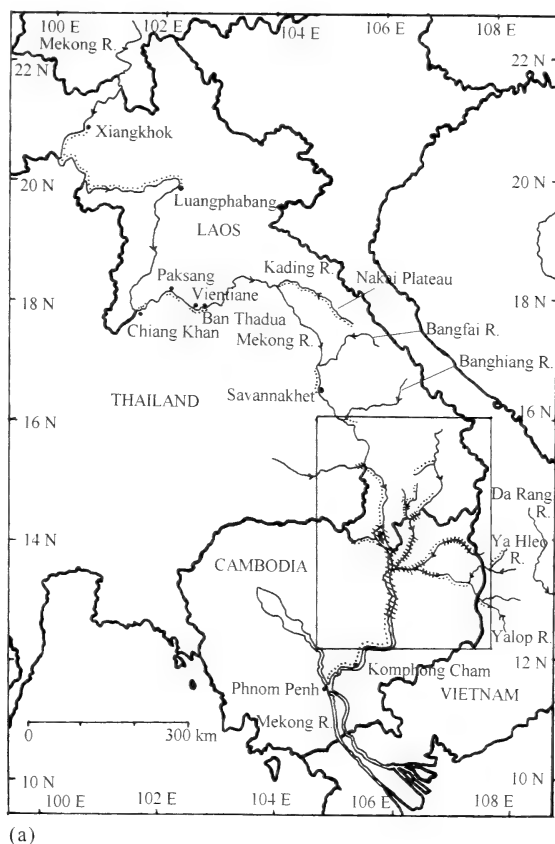 100 E
102 E
104 E
106 E
108 E
Mekong R.
22 N
22 N
Xiangkhok
20 N
20 N
Luangphabang
LAOS
Kading R.
Nakai Plateau
Paksang
18 N
Vientiane
18 N
Ban Thadua
Chiang Khan
Mekong R.
Bangfai R.
Banghiang R.
THAILAND
Savannakhet
16 N
16 N
Da Rang
R.
14 N
Ya Hleo
R.
14 N
CAMBODIA
Yalop R.
12 N
Komphong Cham
Phnom Penh
VIETNAM
Mekong R.
0
300 km
10 N
10 N
100 E
102 E
104 E
106 E
108 E
(a)